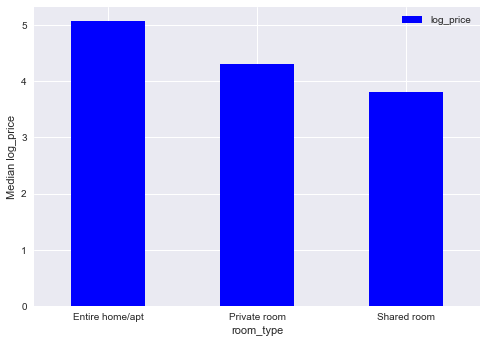 log_price
Median log_price
5
4
3
2
1
0
Entire home/apt
Private room
Shared room
room_type